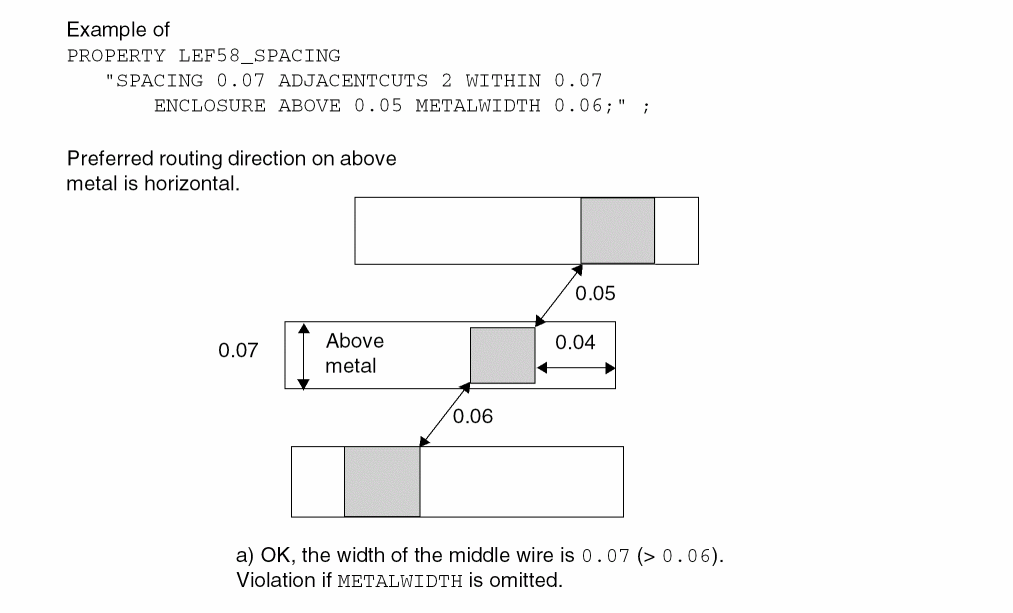 Example of
PROPERTY LEF58_SPACING
"SPACING 0.07 ADJACENTCUTS 2 WITHIN 0.07
ENCLOSURE ABOVE 0.05 METALWIDTH 0.06;" ;
Preferred routing direction on above
metal is horizontal.
0.05
0.07
Above
metal
0.04
0.06
a) OK, the width of the middle wire is 0.07 (> 0.06).
Violation if METALWIDTH is omitted.